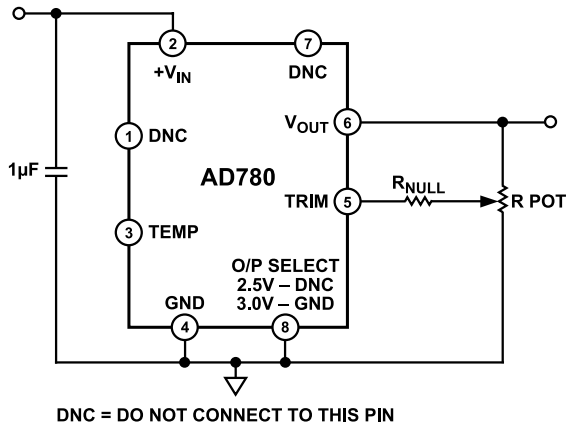 2
7
+VIN
DNC
VOUT
6
1
DNC
1µF
AD780
TRIM
5
RNULL
R POT
3
TEMP
O/P SELECT
2.5V – DNC
3.0V – GND
GND
4
8
DNC = DO NOT CONNECT TO THIS PIN